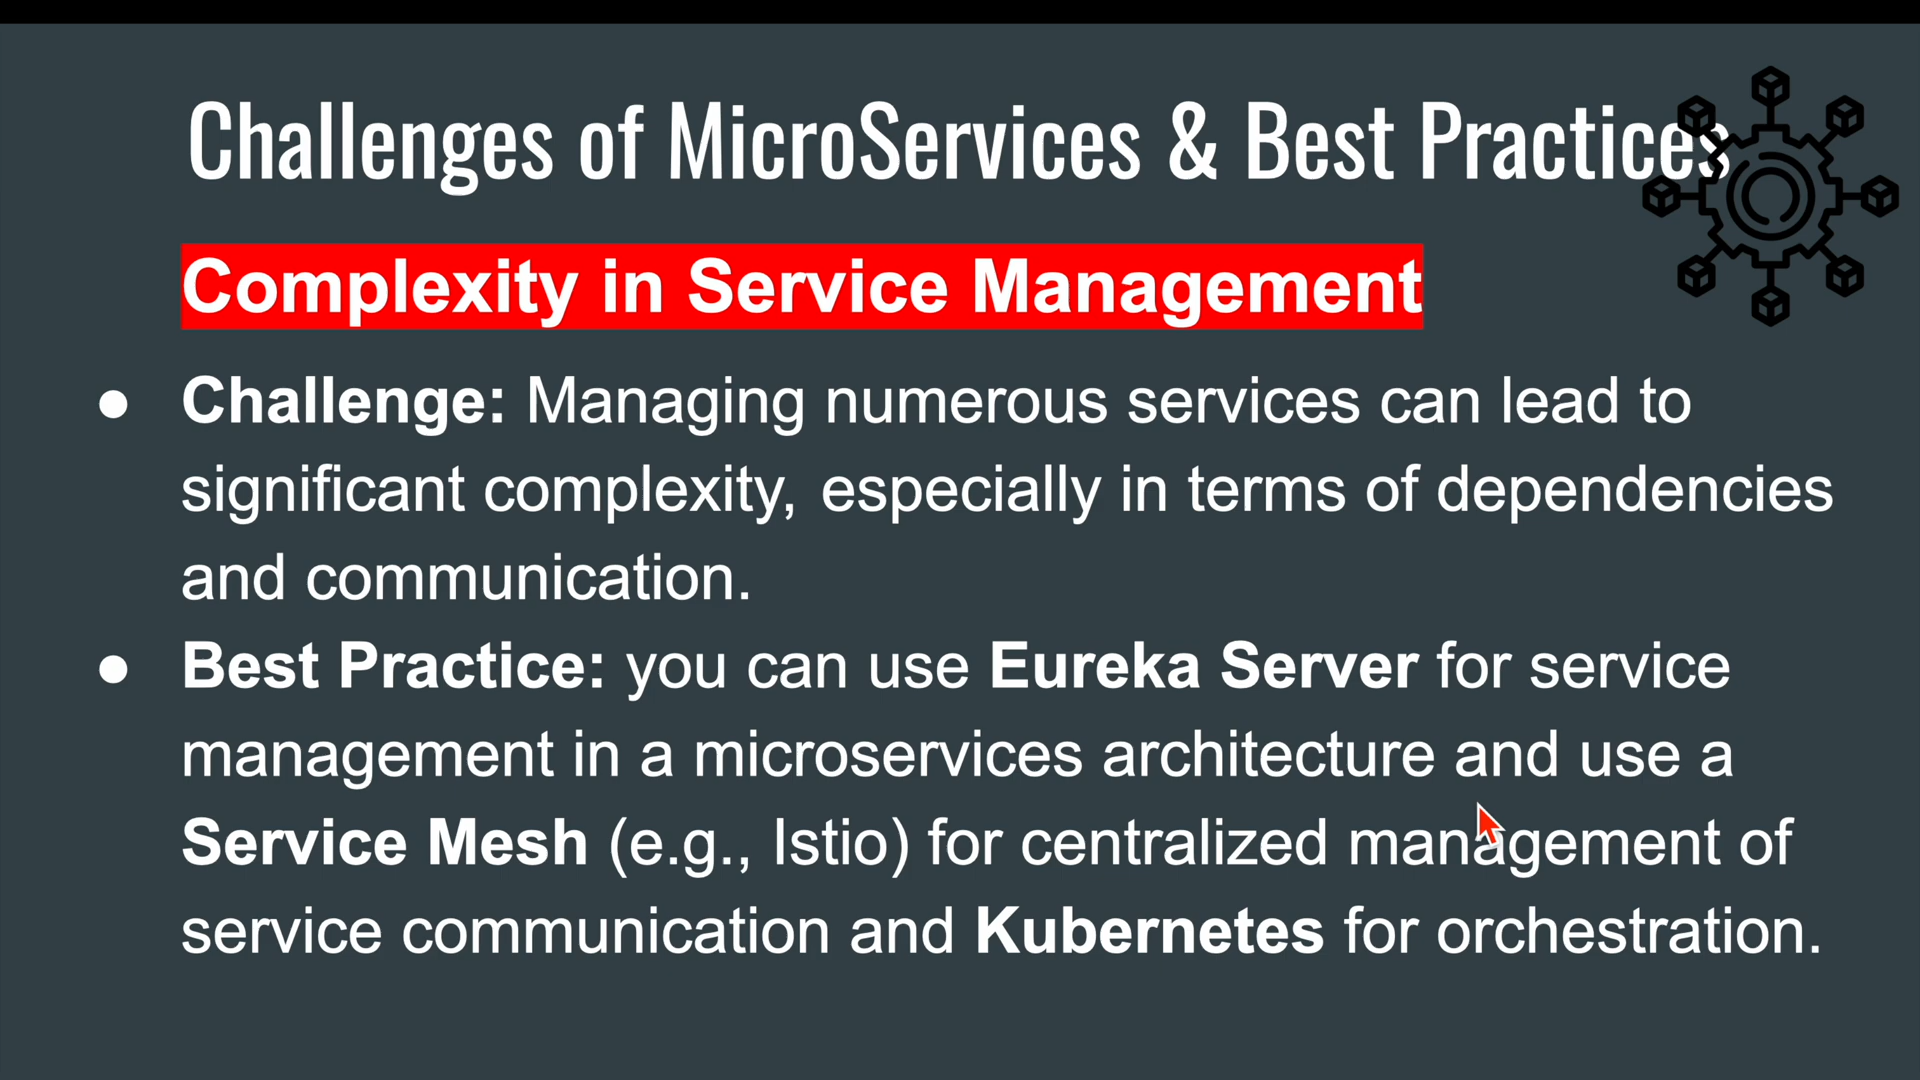 Challenges of MicroServices & Best Practices
Complexity in Service Management
● Challenge: Managing numerous services can lead to
significant complexity, especially in terms of dependencies
and communication.
● Best Practice: you can use Eureka Server for service
management in a microservices architecture and use a
Service Mesh (e.g., Istio) for centralized management of
service communication and Kubernetes for orchestration.